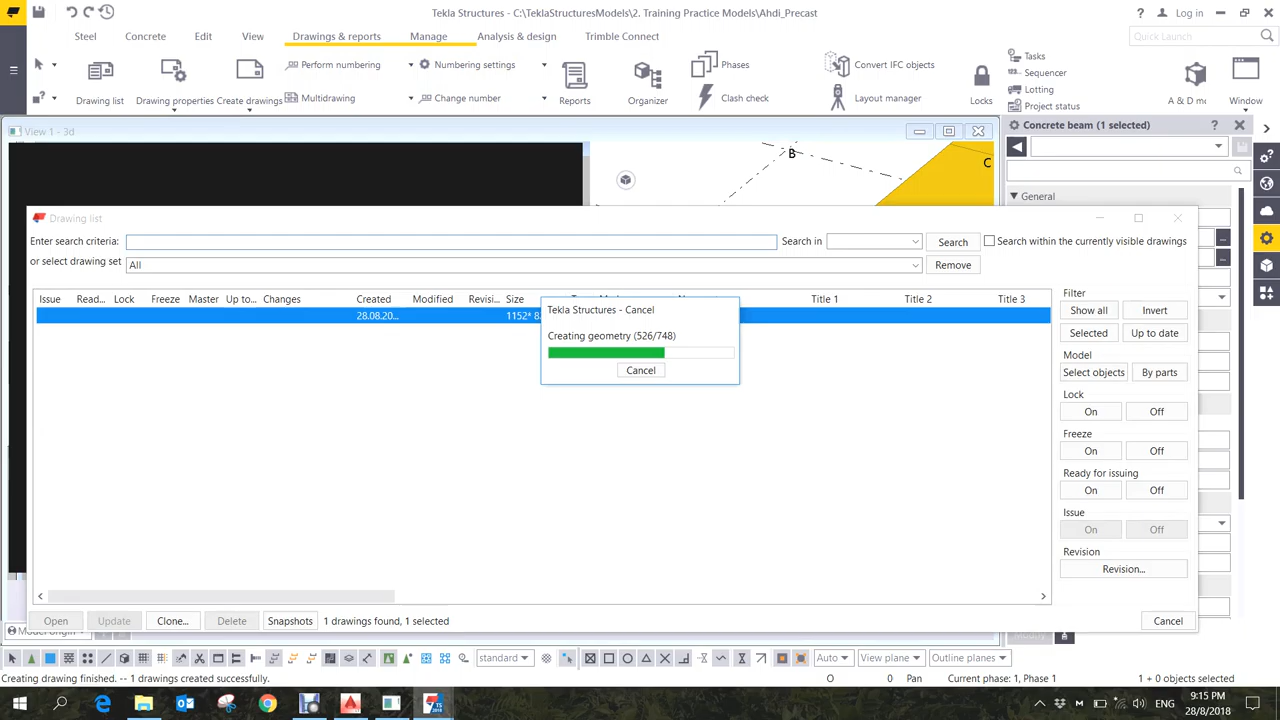 Tekla Structures - C:\TeklaStructuresModels\2. Training Practice Models\Ahdi_Precast
? Log in
Steel Concrete Edit View Drawings & reports Manage Analysis & design Trimble Connect
Quick Launch
Perform numbering Numbering settings Phases Convert IFC objects Tasks
Sequencer
Lotting
Project status
Drawing list Drawing properties Create drawings Multidrawing Change number Reports Organizer Clash check Layout manager Locks A & D mo Window
View 1 - 3d
Concrete beam (1 selected) ?
B
C
General
Drawing list
Enter search criteria: Search in Search Search within the currently visible drawings
or select drawing set All Remove
Issue Read... Lock Freeze Master Up to... Changes Created Modified Revisi... Size Title 1 Title 2 Title 3
28.08.20... 1152* 8
Tekla Structures - Cancel
Creating geometry (526/748)
Cancel
Filter
Show all Invert
Selected Up to date
Model
Select objects By parts
Lock
On Off
Freeze
On Off
Ready for issuing
On Off
Issue
On Off
Revision
Revision...
Open Update Clone... Delete Snapshots 1 drawings found, 1 selected Cancel
Model origin Modify
standard Auto View plane Outline planes
Creating drawing finished. -- 1 drawings created successfully. O 0 Pan Current phase: 1, Phase 1 1 + 0 objects selected
ENG 9:15 PM
28/8/2018